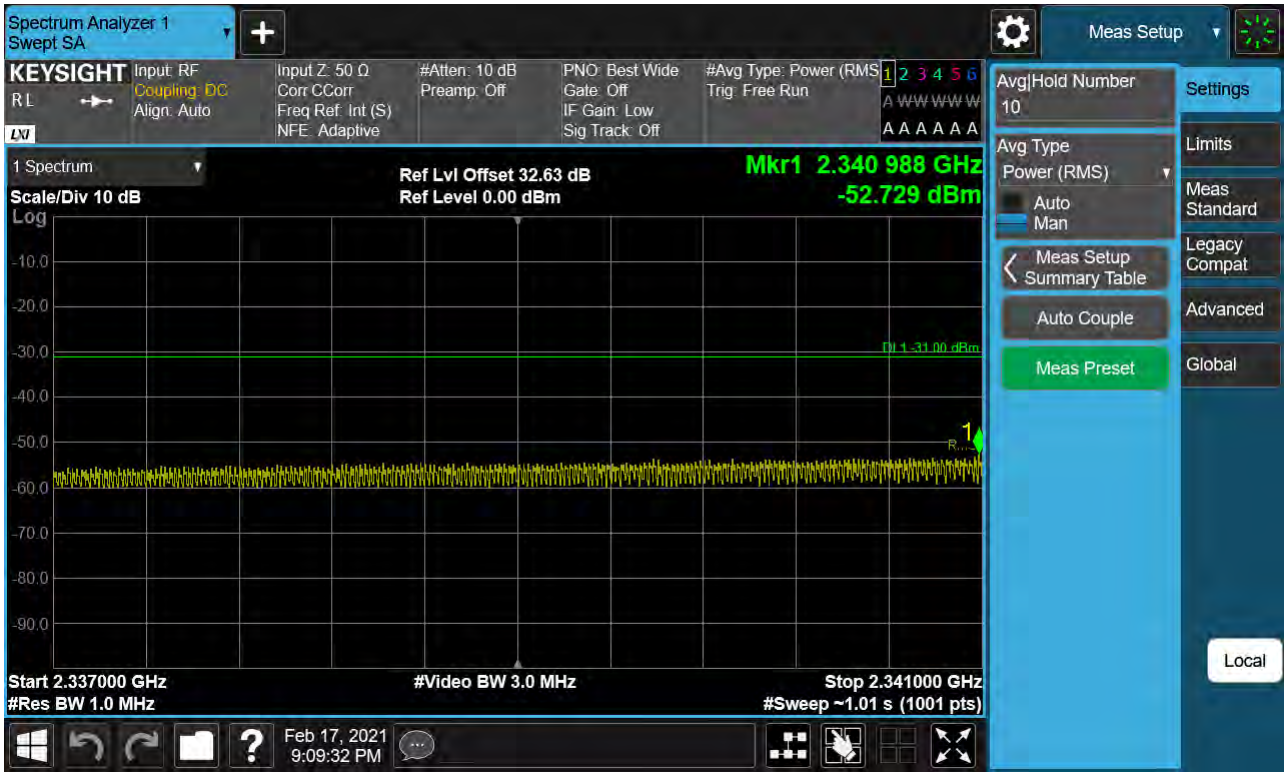 Spectrum Analyzer 1
Swept SA
+
Meas Setup
KEYSIGHT
RL
LXI
Input: RF
Coupling: DC
Align: Auto
Input Z: 50 Ω
Corr CCorr
Freq Ref: Int (S)
NFE: Adaptive
#Atten: 10 dB
Preamp: Off
PNO: Best Wide
Gate: Off
IF Gain: Low
Sig Track: Off
#Avg Type: Power (RMS
Trig: Free Run
1 2 3 4 5 6
A W W W W W
A A A A A A
1 Spectrum
Scale/Div 10 dB
Log
Ref Lvl Offset 32.63 dB
Ref Level 0.00 dBm
Mkr1 2.340 988 GHz
-52.729 dBm
-10.0
-20.0
-30.0
DL1 -31.00 dBm
-40.0
-50.0
1
-60.0
-70.0
-80.0
-90.0
Start 2.337000 GHz
#Video BW 3.0 MHz
Stop 2.341000 GHz
#Res BW 1.0 MHz
#Sweep ~1.01 s (1001 pts)
Avg|Hold Number
10
Avg Type
Power (RMS)
Auto
Man
Meas Setup
Summary Table
Auto Couple
Meas Preset
Settings
Limits
Meas
Standard
Legacy
Compat
Advanced
Global
Local
?
Feb 17, 2021
9:09:32 PM